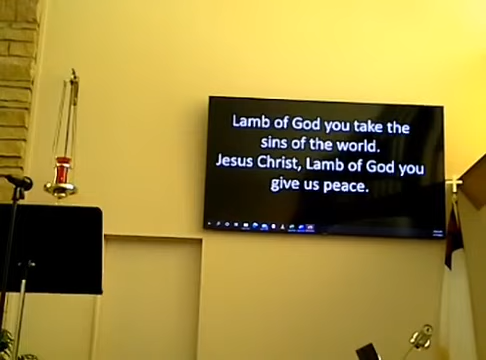 Lamb of God you take the
sins of the world.
Jesus Christ, Lamb of God you
give us peace.